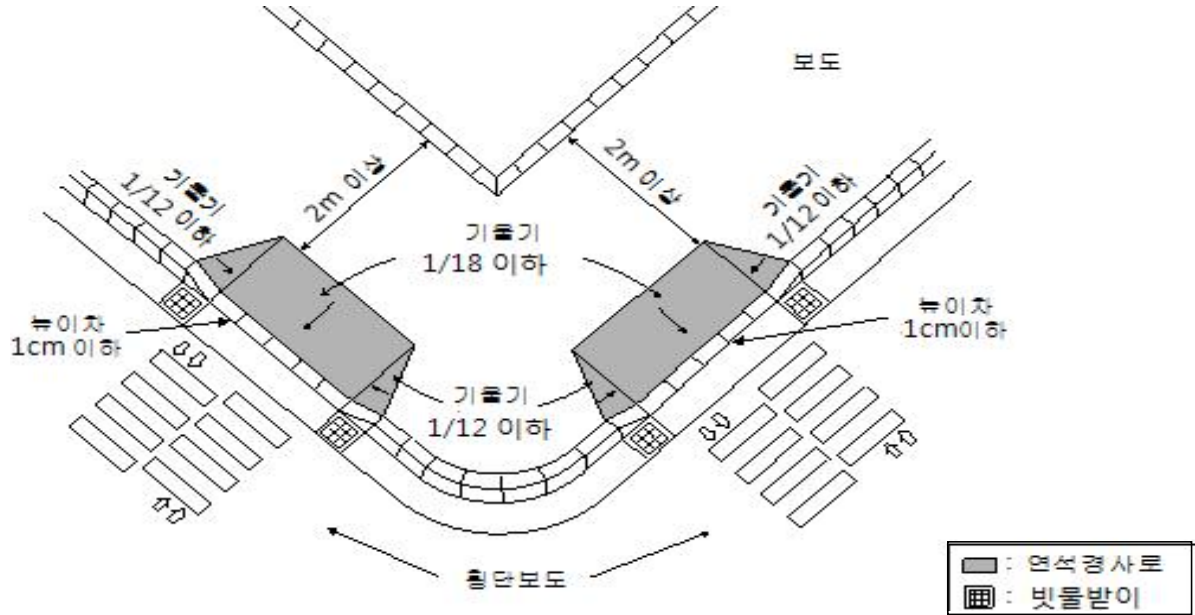 보도
기울기
1/12 이하
2m 이상
2m 이상
기울기
1/12 이하
기울기
1/18 이하
높이차
1cm 이하
높이차
1cm이하
기울기
1/12 이하
횡단보도
: 연석경사로
: 빗물받이